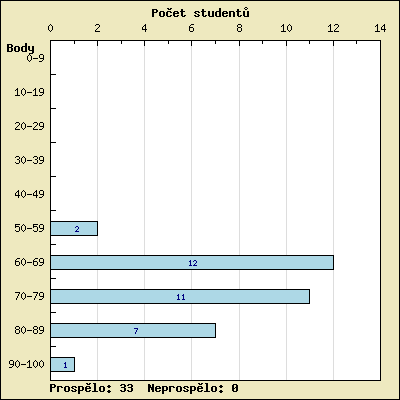 Počet studentů
0 2 4 6 8 10 12 14
Body
0-9
10-19
20-29
30-39
40-49
50-59 2
60-69 12
70-79 11
80-89 7
90-100 1
Prospělo: 33 Neprospělo: 0